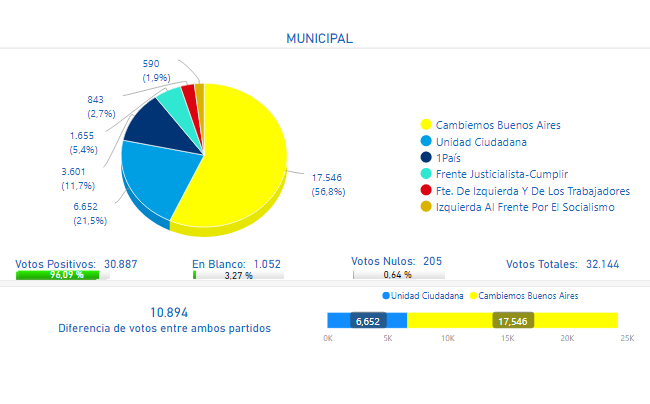 MUNICIPAL
590
(1,9%)
843
(2,7%)
1.655
(5,4%)
3.601
(11,7%)
6.652
(21,5%)
17.546
(56,8%)
Cambiemos Buenos Aires
Unidad Ciudadana
1País
Frente Justicialista-Cumplir
Fte. De Izquierda Y De Los Trabajadores
Izquierda Al Frente Por El Socialismo
Votos Positivos: 30.887
96,09 %
En Blanco: 1.052
3,27 %
Votos Nulos: 205
0,64 %
Votos Totales: 32.144
10.894
Diferencia de votos entre ambos partidos
Unidad Ciudadana Cambiemos Buenos Aires
6,652 17,546
0K 5K 10K 15K 20K 25K